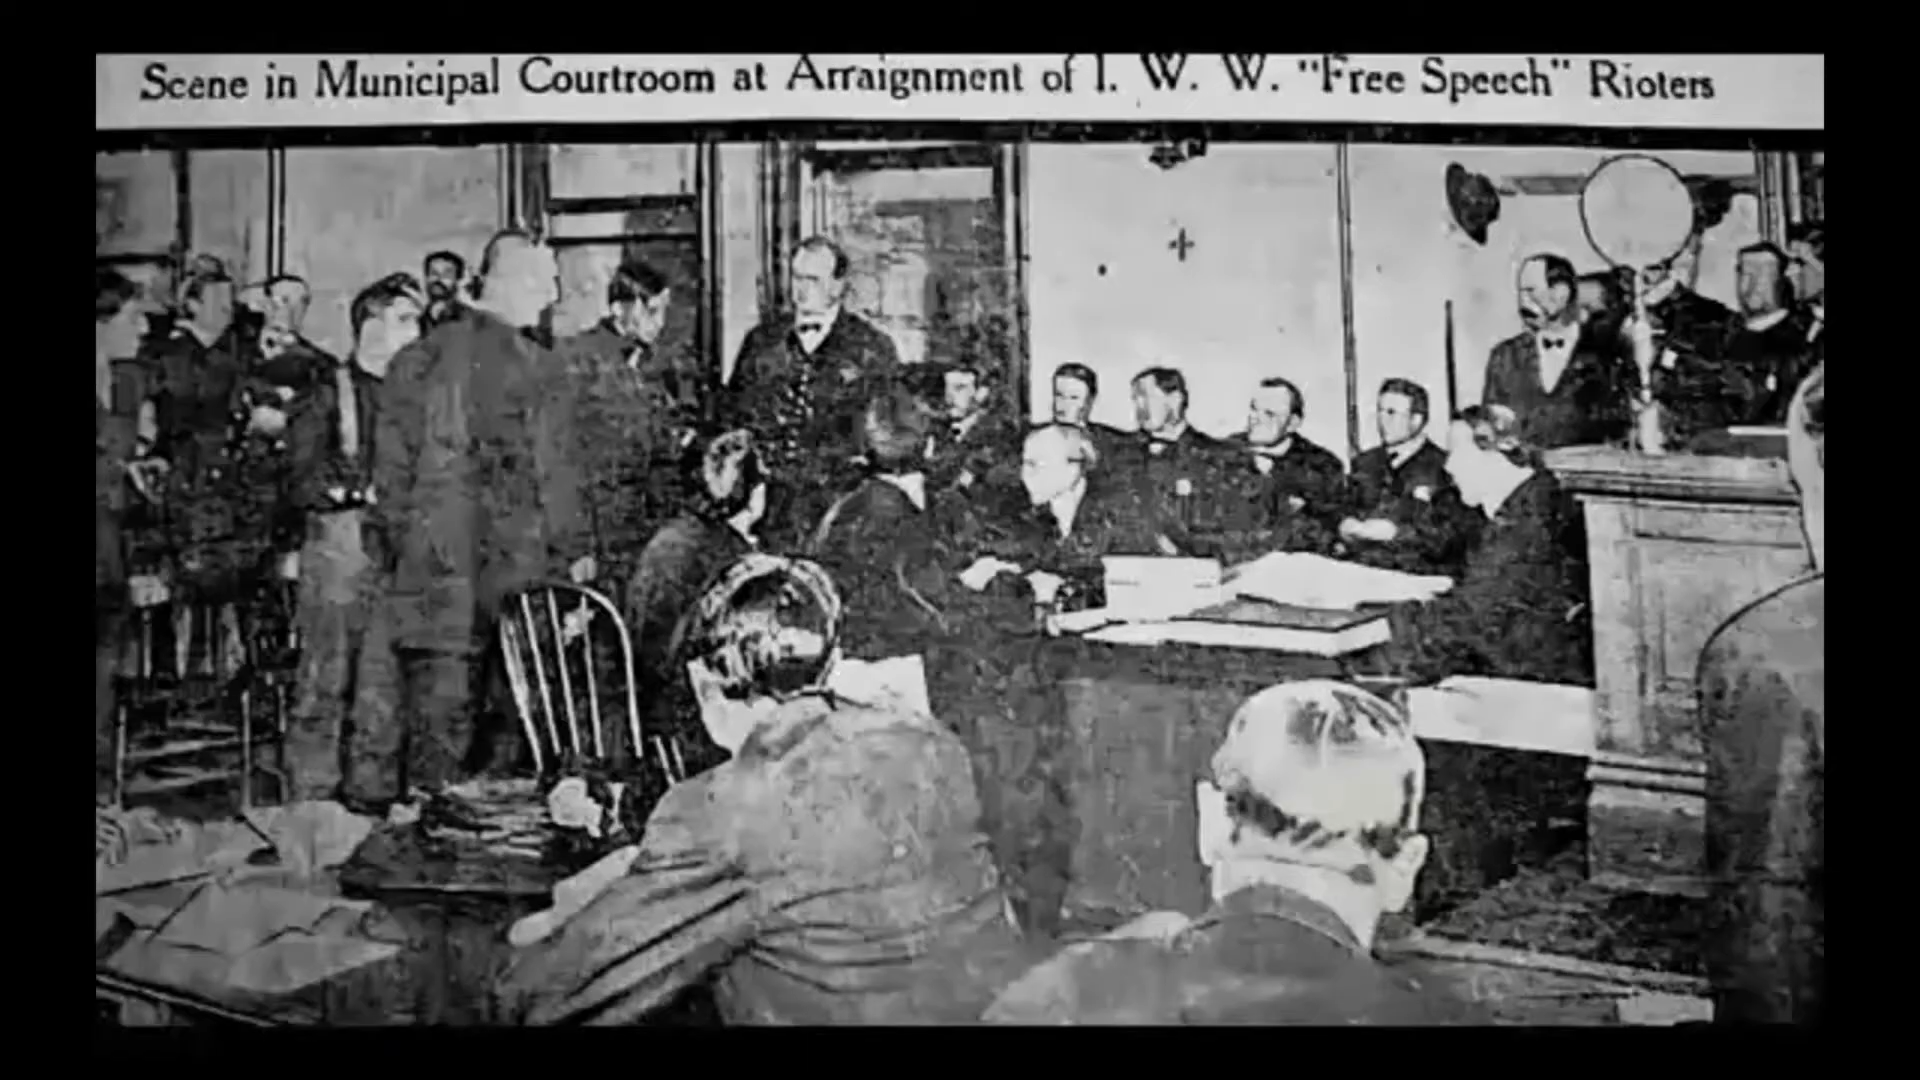 Scene in Municipal Courtroom at Arraignment of I. W. W. "Free Speech" Rioters